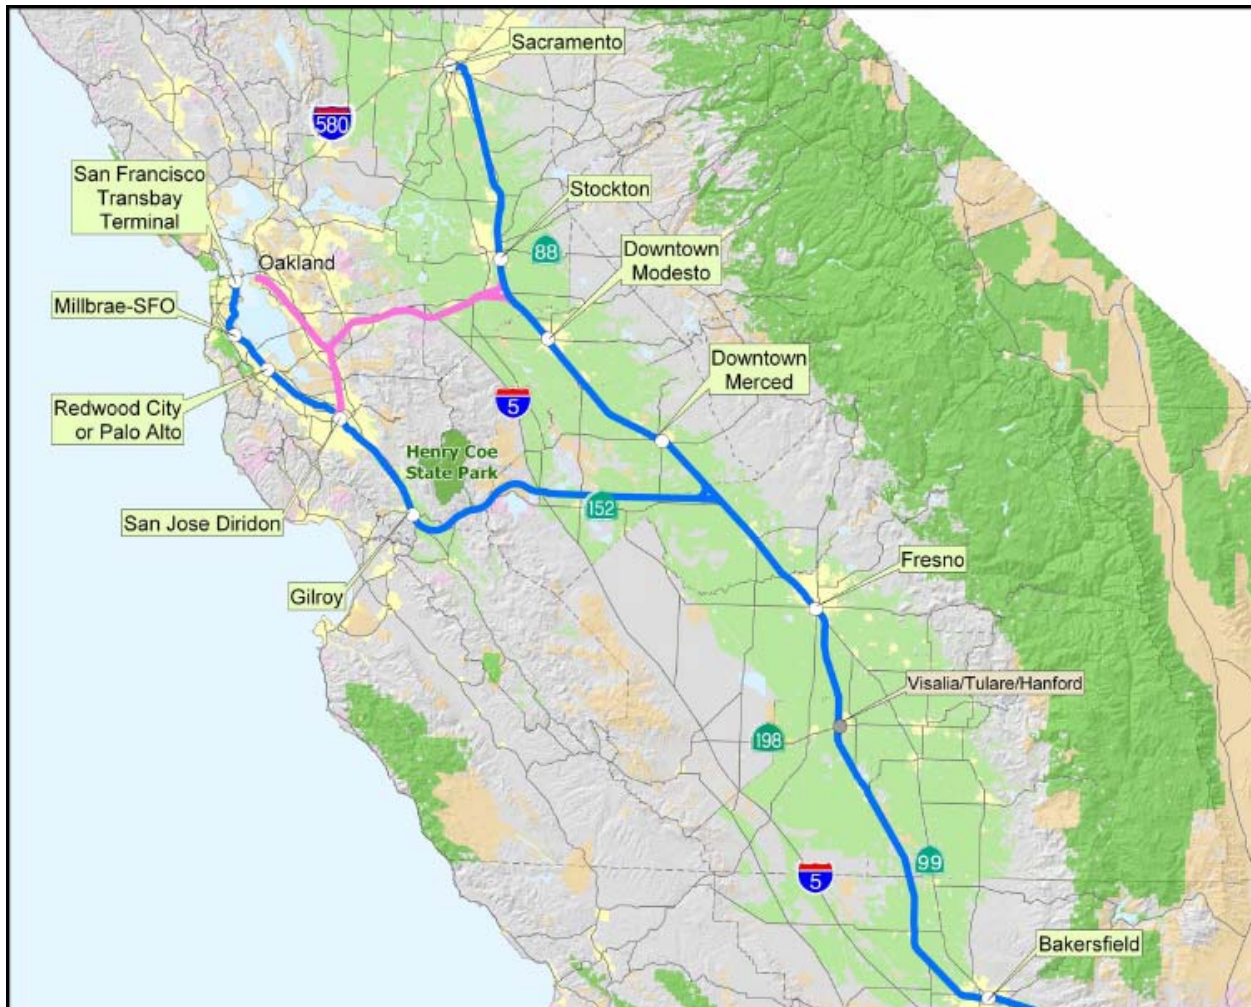 Sacramento
580
San Francisco
Transbay
Terminal
Stockton
88
Downtown
Modesto
Oakland
Millbrae-SFO
Downtown
Merced
Redwood City
or Palo Alto
5
Henry Coe
State Park
152
San Jose Diridon
Fresno
Gilroy
Visalia/Tulare/Hanford
198
99
5
Bakersfield